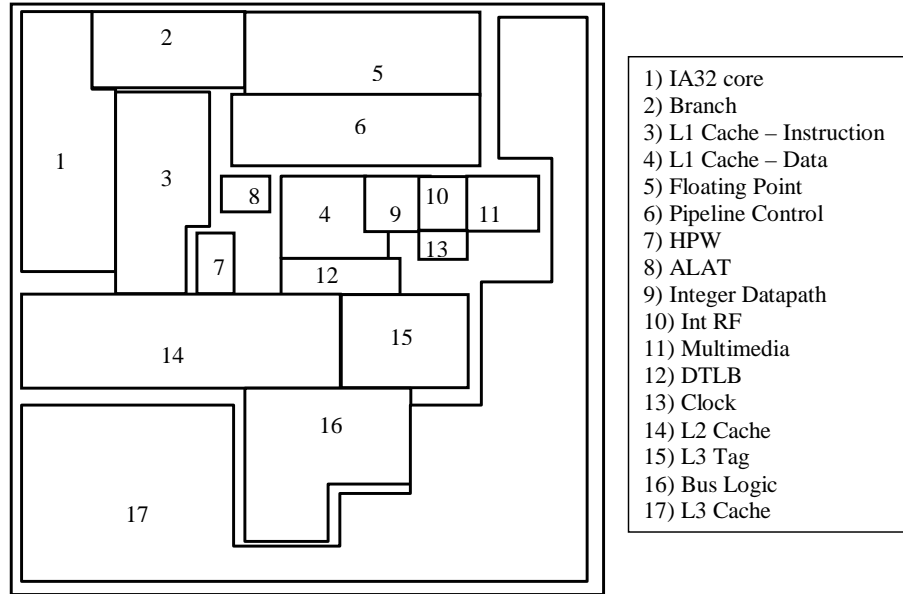 2
5
6
1
3
8
4
9
10
11
13
7
12
14
15
16
17
1) IA32 core
2) Branch
3) L1 Cache – Instruction
4) L1 Cache – Data
5) Floating Point
6) Pipeline Control
7) HPW
8) ALAT
9) Integer Datapath
10) Int RF
11) Multimedia
12) DTLB
13) Clock
14) L2 Cache
15) L3 Tag
16) Bus Logic
17) L3 Cache